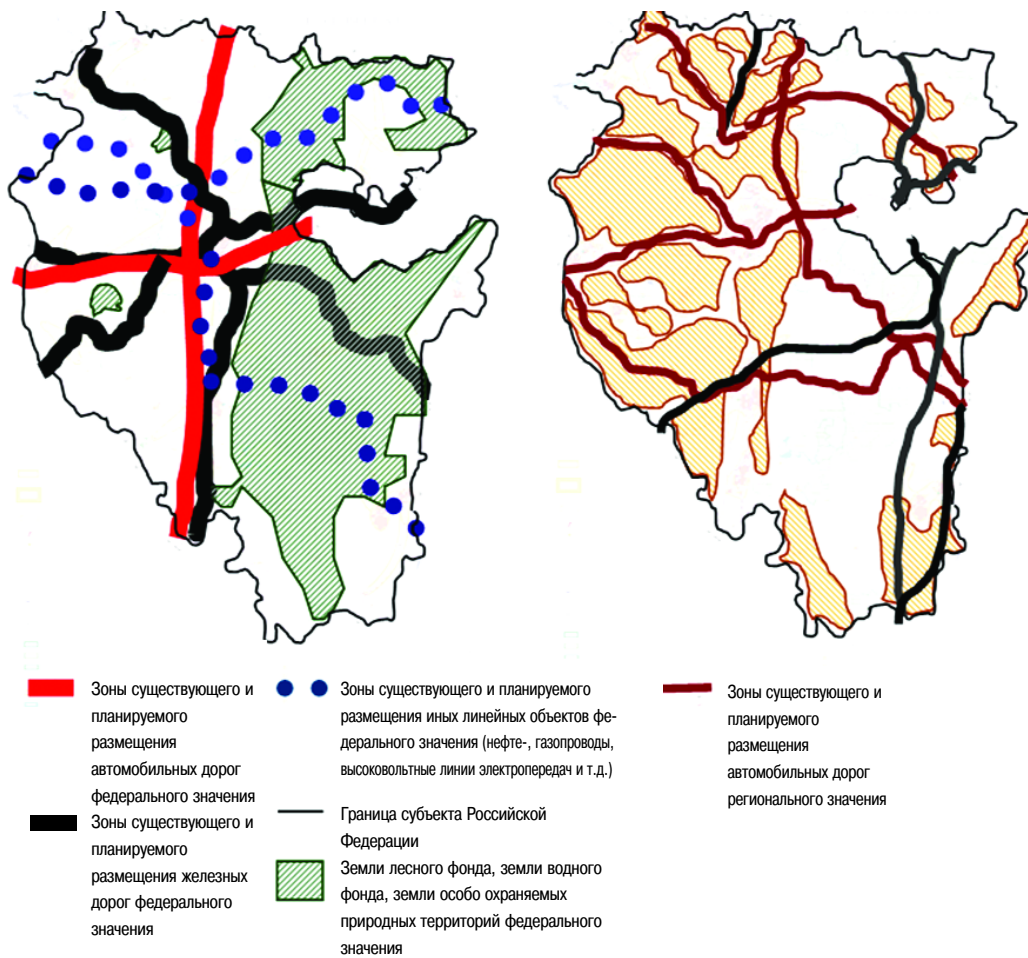 Зоны существующего и
планируемого
размещения
автомобильных дорог
федерального значения
Зоны существующего и
планируемого
размещения железных
дорог федерального
значения
Зоны существующего и планируемого
размещения иных линейных объектов фе-
дерального значения (нефте-, газопроводы,
высоковольтные линии электропередач и т.д.)
Граница субъекта Российской
Федерации
Земли лесного фонда, земли водного
фонда, земли особо охраняемых
природных территорий федерального
значения
Зоны существующего и
планируемого
размещения
автомобильных дорог
регионального значения